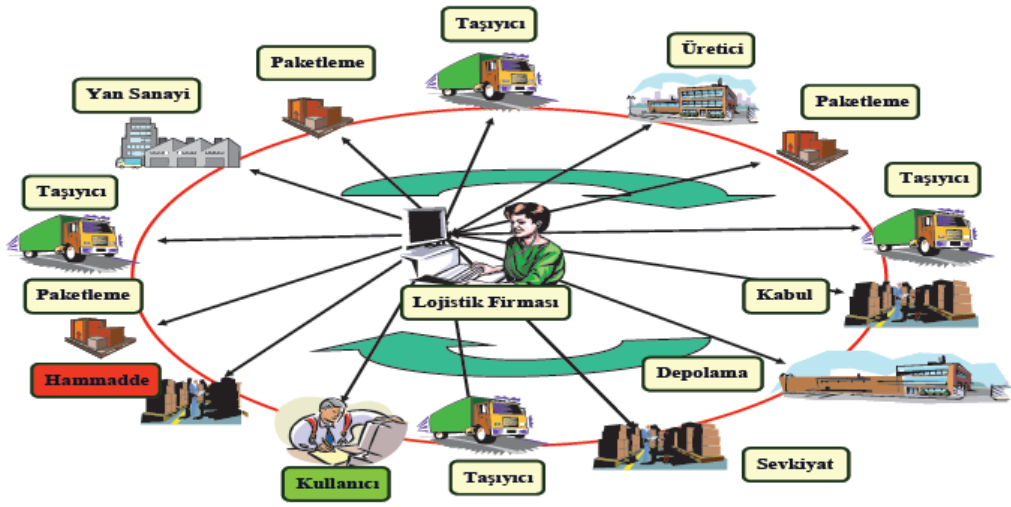 Taşıyıcı
Üretici
Paketleme
Yan Sanayi
Paketleme
Taşıyıcı
Taşıyıcı
Paketleme
Kabul
Lojistik Firması
Hammadde
Depolama
Kullanıcı
Taşıyıcı
Sevkiyat